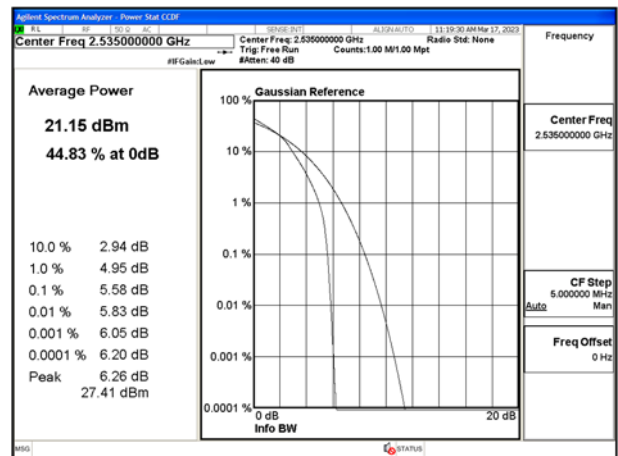 Agilent Spectrum Analyzer - Power Stat CCDF
RL RF 50 Ω AC SENSE:INT ALIGN AUTO 11:19:30 AM Mar 17, 2023
Center Freq 2.535000000 GHz
Center Freq: 2.535000000 GHz Radio Std: None
Trig: Free Run Counts:1.00 M/1.00 Mpt
#IFGain:Low #Atten: 40 dB
Frequency
Average Power
21.15 dBm
44.83 % at 0dB
10.0 % 2.94 dB
1.0 % 4.95 dB
0.1 % 5.58 dB
0.01 % 5.83 dB
0.001 % 6.05 dB
0.0001 % 6.20 dB
Peak 6.26 dB
27.41 dBm
Gaussian Reference
100 %
10 %
1 %
0.1 %
0.01 %
0.001 %
0.0001 %
0 dB 20 dB
Info BW
Center Freq
2.535000000 GHz
CF Step
5.000000 MHz
Auto Man
Freq Offset
0 Hz
MSG STATUS